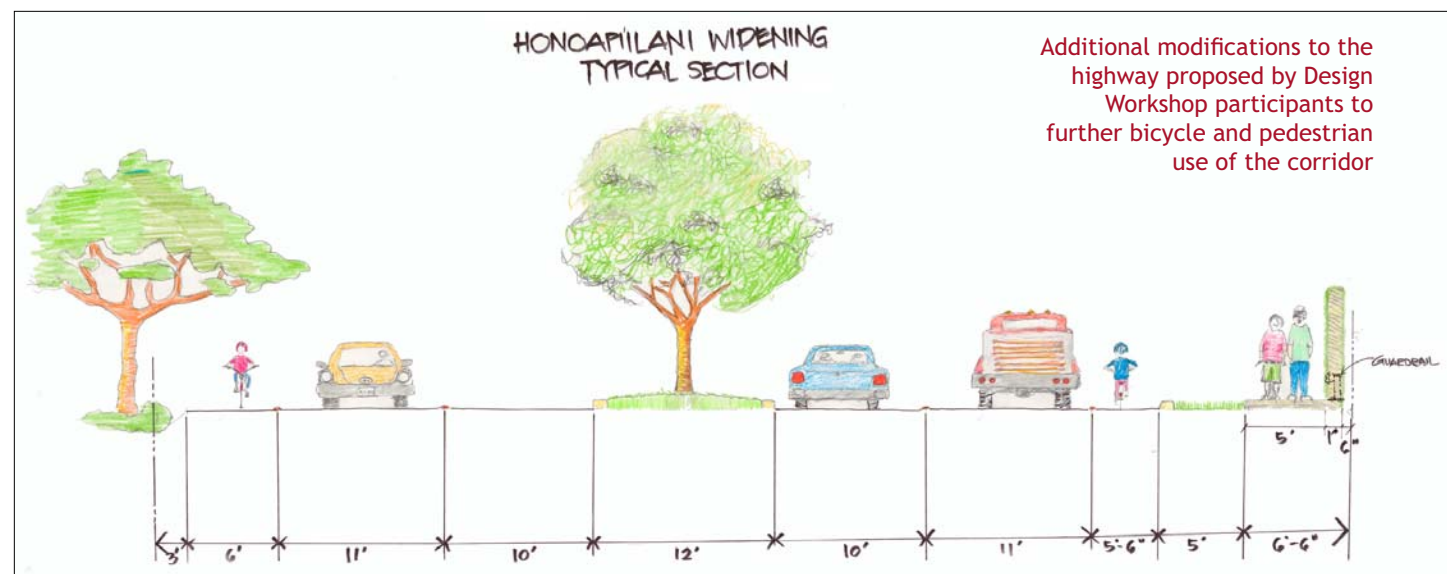 HONOAPIILANI WIDENING
TYPICAL SECTION
Additional modifications to the
highway proposed by Design
Workshop participants to
further bicycle and pedestrian
use of the corridor
GUARDRAIL
5' 1' 6"
3' 6' 11' 10' 12' 10' 11' 5'-6" 5' 6'-6"